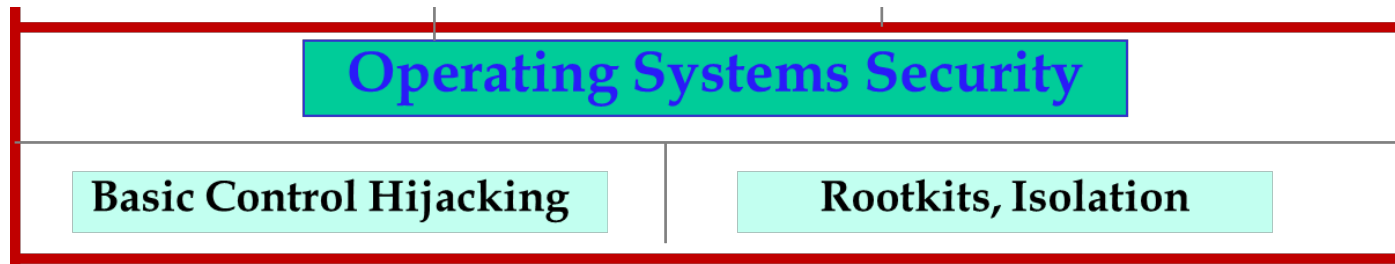 Operating Systems Security
Basic Control Hijacking
Rootkits, Isolation